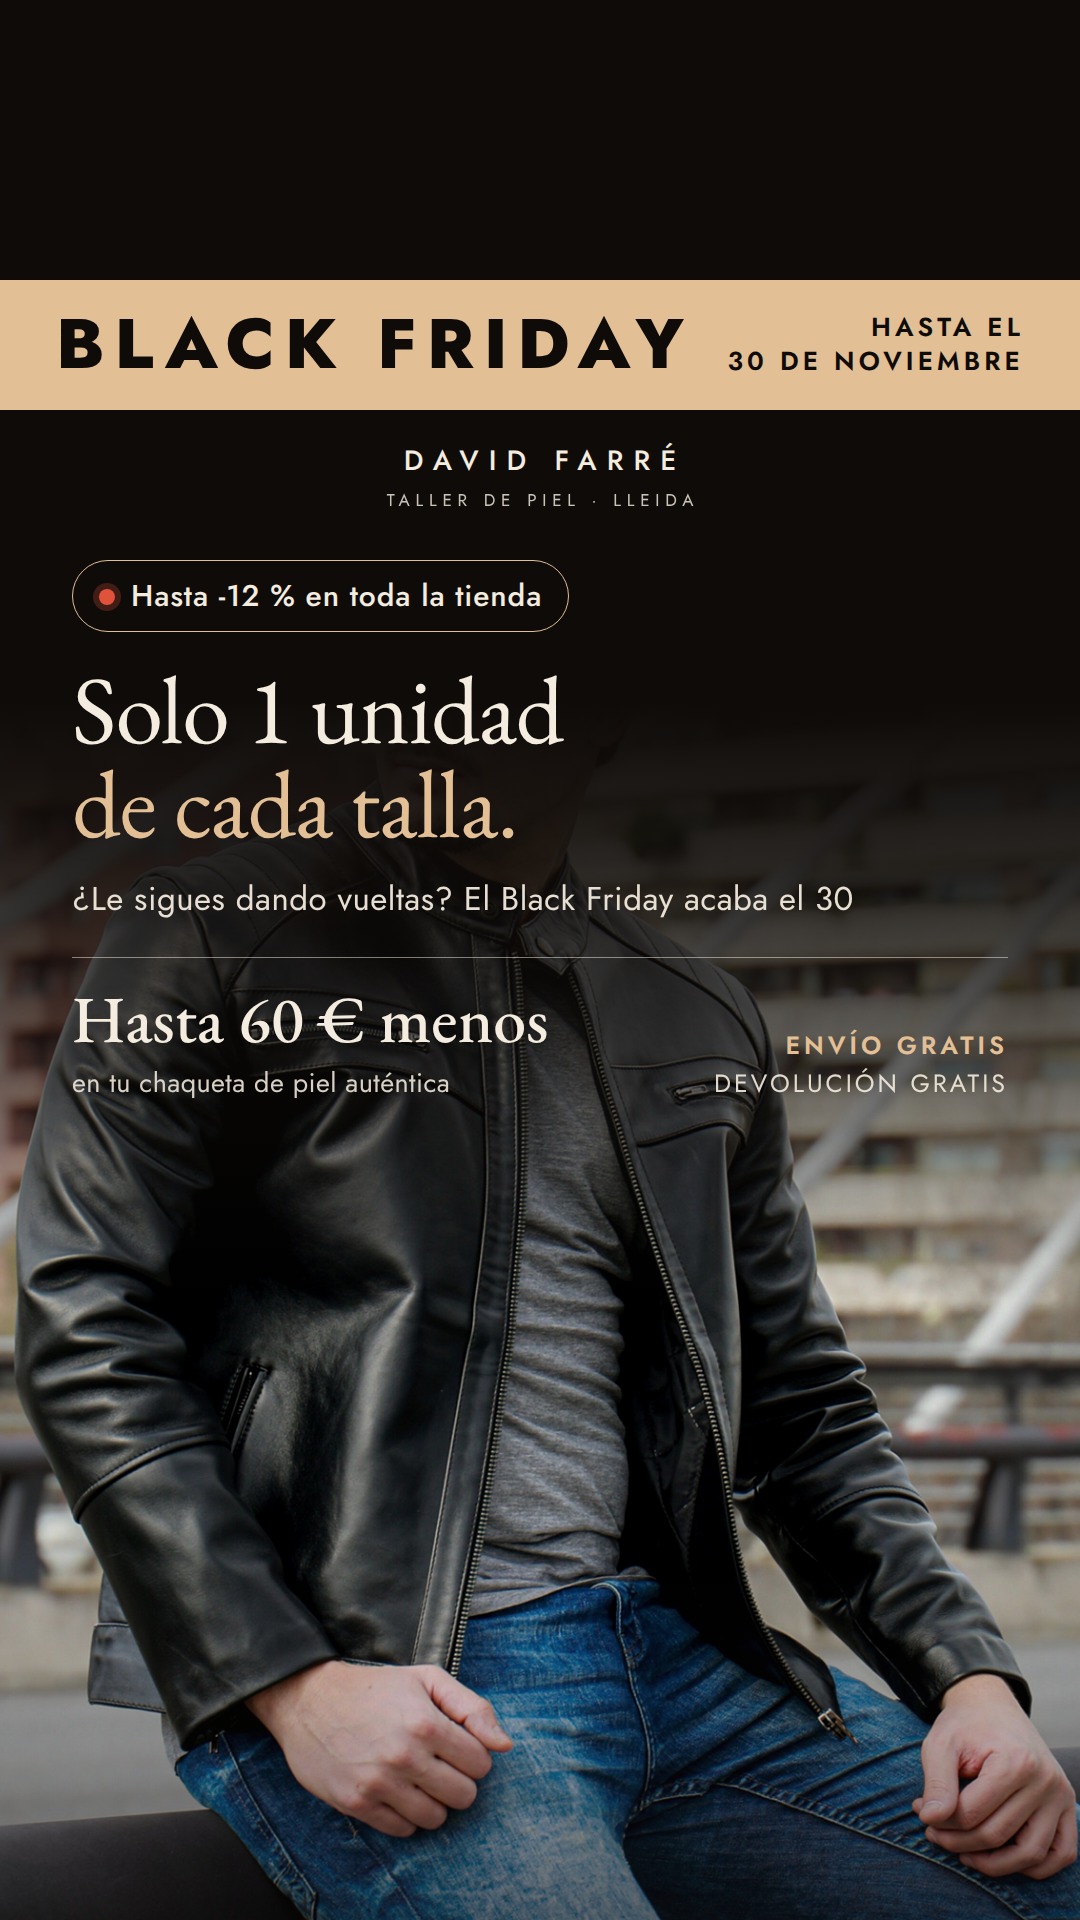 BLACK FRIDAY
HASTA EL
30 DE NOVIEMBRE
DAVID FARRÉ
TALLER DE PIEL · LLEIDA
Hasta -12 % en toda la tienda
Solo 1 unidad
de cada talla.
¿Le sigues dando vueltas? El Black Friday acaba el 30
Hasta 60 € menos
en tu chaqueta de piel auténtica
ENVÍO GRATIS
DEVOLUCIÓN GRATIS